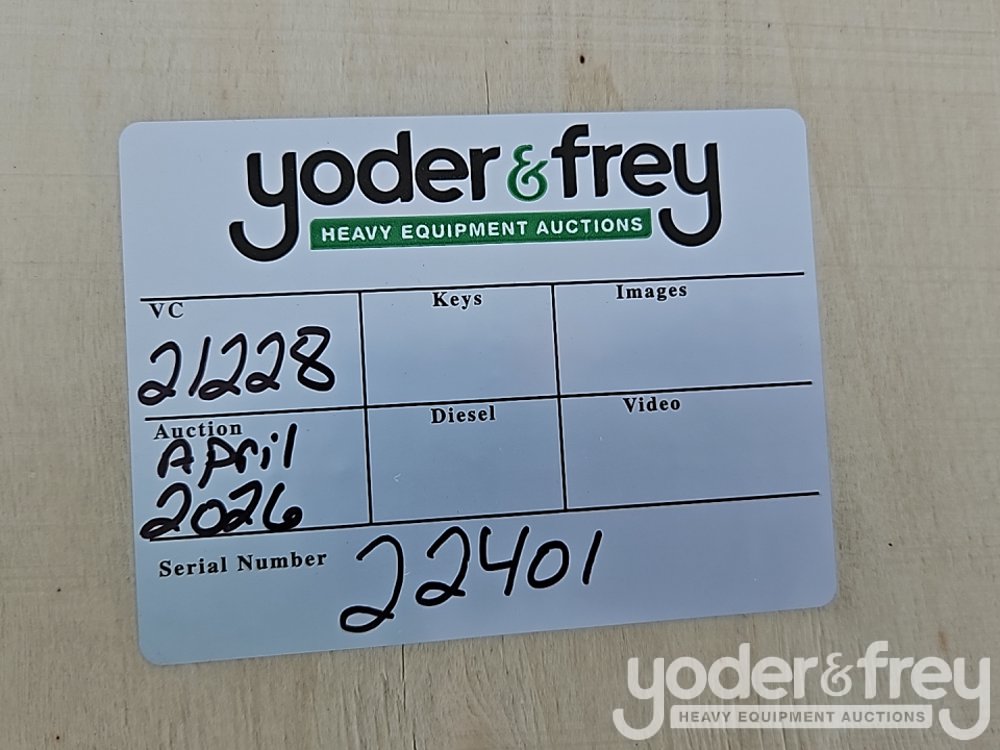 yoder & frey
HEAVY EQUIPMENT AUCTIONS
VC
Keys
Images
21228
Auction
Diesel
Video
April
2026
Serial Number
22401
yoder & frey
HEAVY EQUIPMENT AUCTIONS